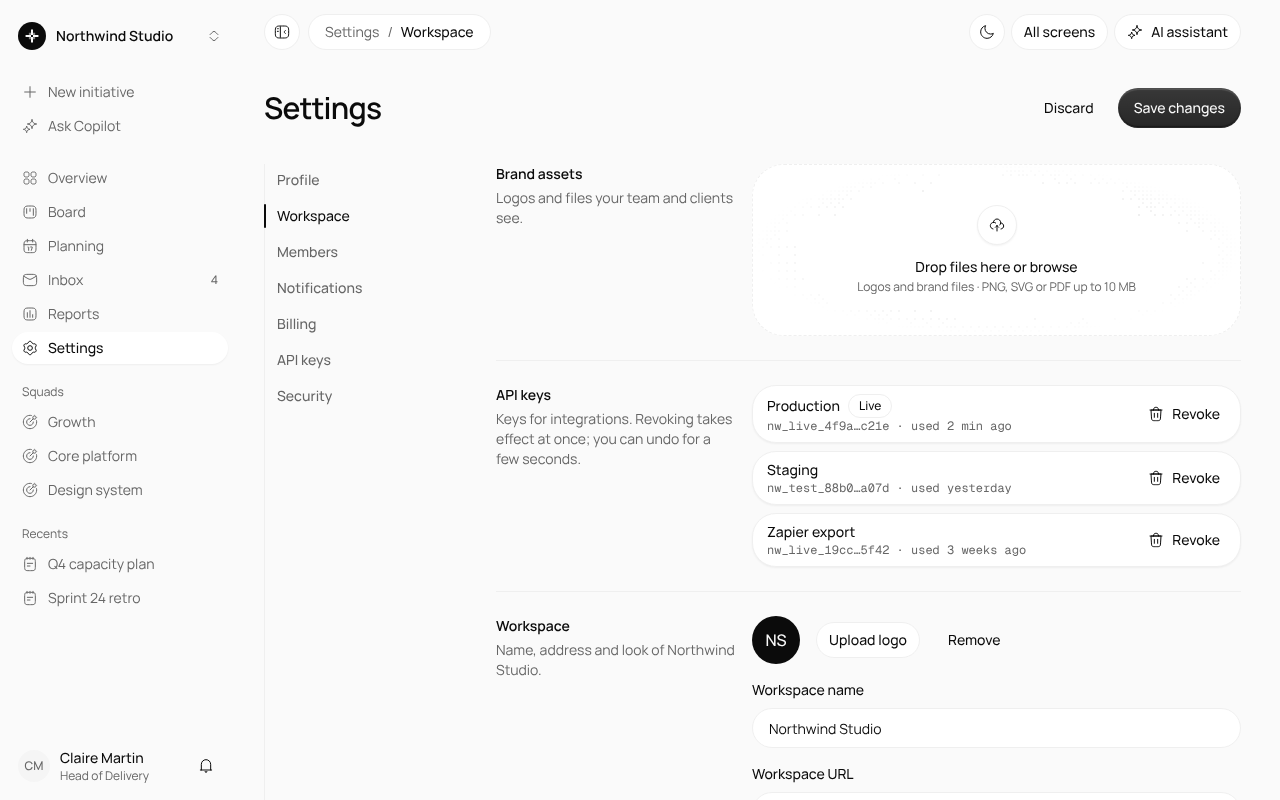 Northwind Studio
New initiative
Ask Copilot
Overview
Board
Planning
Inbox 4
Reports
Settings
Squads
Growth
Core platform
Design system
Recents
Q4 capacity plan
Sprint 24 retro
CM
Claire Martin
Head of Delivery
Settings / Workspace
All screens
AI assistant
Settings
Discard
Save changes
Profile
Workspace
Members
Notifications
Billing
API keys
Security
Brand assets
Logos and files your team and clients
see.
Drop files here or browse
Logos and brand files · PNG, SVG or PDF up to 10 MB
API keys
Keys for integrations. Revoking takes
effect at once; you can undo for a
few seconds.
Production Live
nw_live_4f9a…c21e · used 2 min ago
Revoke
Staging
nw_test_88b0…a07d · used yesterday
Revoke
Zapier export
nw_live_19cc…5f42 · used 3 weeks ago
Revoke
Workspace
Name, address and look of Northwind
Studio.
NS
Upload logo
Remove
Workspace name
Northwind Studio
Workspace URL